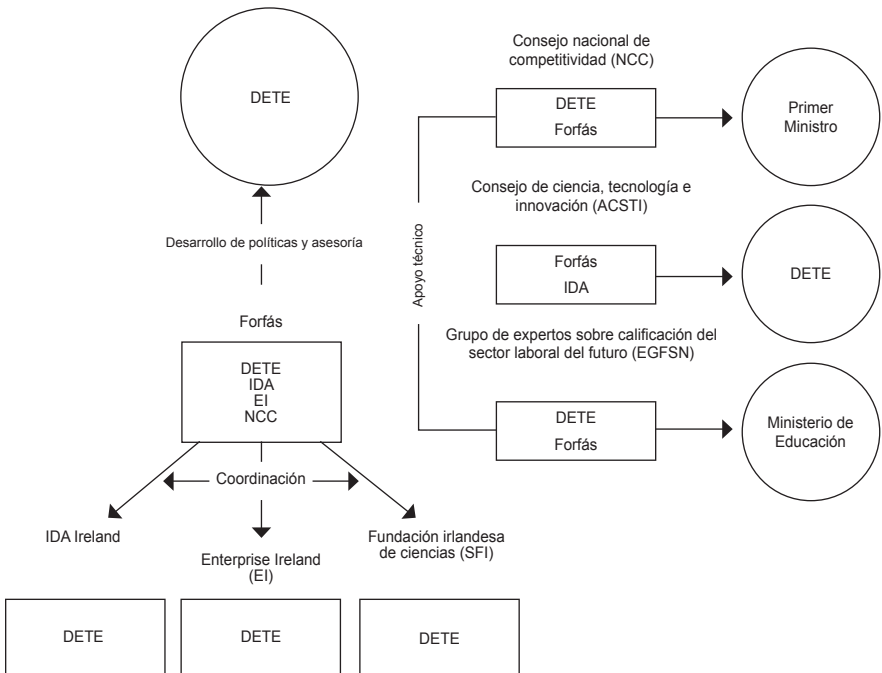 DETE
Desarrollo de políticas y asesoría
Forfás
DETE
IDA
EI
NCC
Coordinación
IDA Ireland
Enterprise Ireland
(EI)
Fundación irlandesa
de ciencias (SFI)
DETE
DETE
DETE
Apoyo técnico
Consejo nacional de
competitividad (NCC)
DETE
Forfás
Primer
Ministro
Consejo de ciencia, tecnología e
innovación (ACSTI)
Forfás
IDA
DETE
Grupo de expertos sobre calificación del
sector laboral del futuro (EGFSN)
DETE
Forfás
Ministerio de
Educación